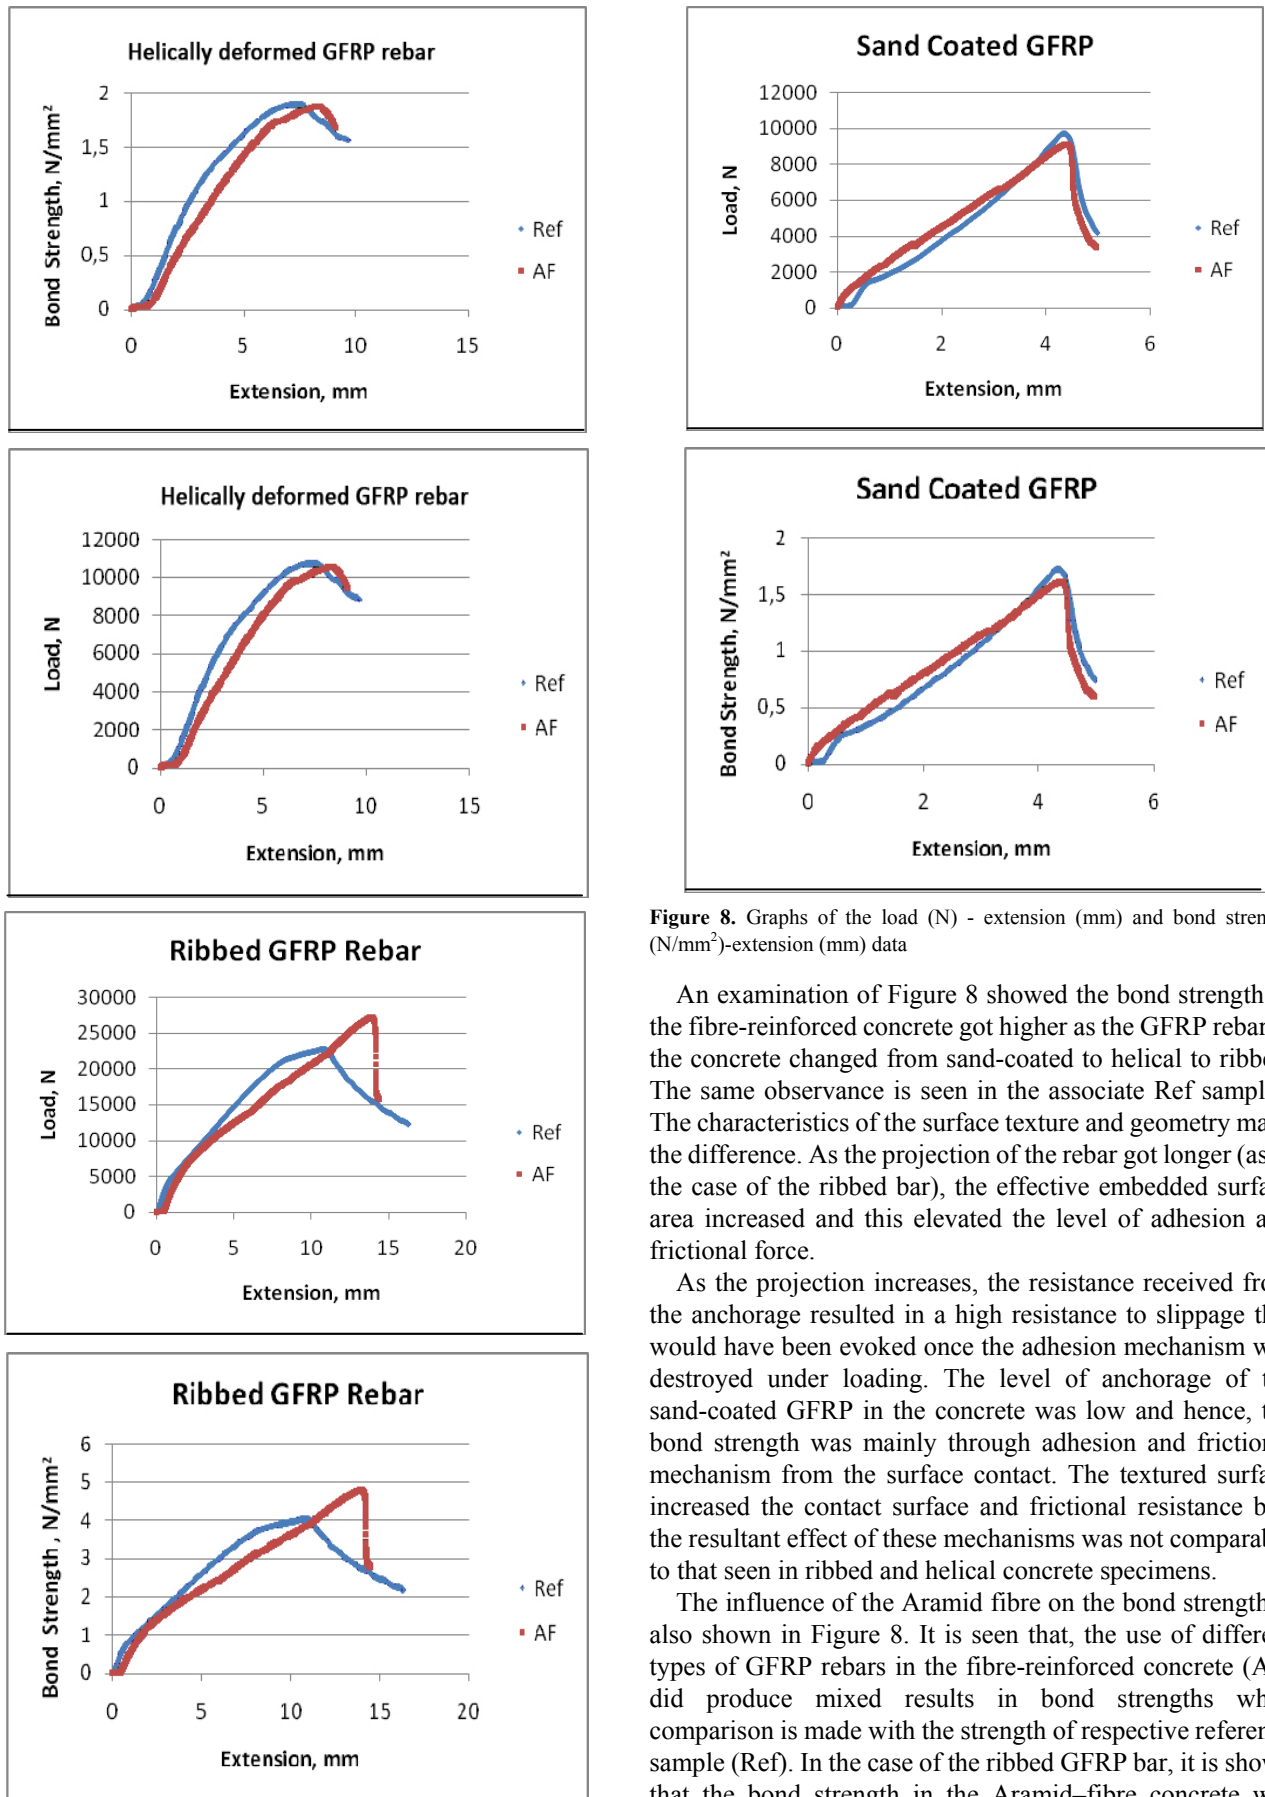 Helically deformed GFRP rebar
Bond Strength, N/mm²
2
1,5
1
0,5
0
0 5 10 15
Extension, mm
Ref
AF
Helically deformed GFRP rebar
Load, N
12000
10000
8000
6000
4000
2000
0
0 5 10 15
Extension, mm
Ref
AF
Ribbed GFRP Rebar
Load, N
30000
25000
20000
15000
10000
5000
0
0 5 10 15 20
Extension, mm
Ref
AF
Ribbed GFRP Rebar
Bond Strength , N/mm²
6
5
4
3
2
1
0
0 5 10 15 20
Extension, mm
Ref
AF
Sand Coated GFRP
Load, N
12000
10000
8000
6000
4000
2000
0
0 2 4 6
Extension, mm
Ref
AF
Sand Coated GFRP
Bond Strength, N/mm²
2
1,5
1
0,5
0
0 2 4 6
Extension, mm
Ref
AF
Figure 8. Graphs of the load (N) - extension (mm) and bond stren
(N/mm²)-extension (mm) data
An examination of Figure 8 showed the bond strength
the fibre-reinforced concrete got higher as the GFRP rebar
the concrete changed from sand-coated to helical to ribbe
The same observance is seen in the associate Ref sampl
The characteristics of the surface texture and geometry ma
the difference. As the projection of the rebar got longer (as
the case of the ribbed bar), the effective embedded surfa
area increased and this elevated the level of adhesion a
frictional force.
As the projection increases, the resistance received fro
the anchorage resulted in a high resistance to slippage th
would have been evoked once the adhesion mechanism w
destroyed under loading. The level of anchorage of t
sand-coated GFRP in the concrete was low and hence, t
bond strength was mainly through adhesion and friction
mechanism from the surface contact. The textured surfa
increased the contact surface and frictional resistance b
the resultant effect of these mechanisms was not comparab
to that seen in ribbed and helical concrete specimens.
The influence of the Aramid fibre on the bond strength
also shown in Figure 8. It is seen that, the use of differe
types of GFRP rebars in the fibre-reinforced concrete (A
did produce mixed results in bond strengths wh
comparison is made with the strength of respective referen
sample (Ref). In the case of the ribbed GFRP bar, it is show
that the bond strength in the Aramid–fibre concrete w